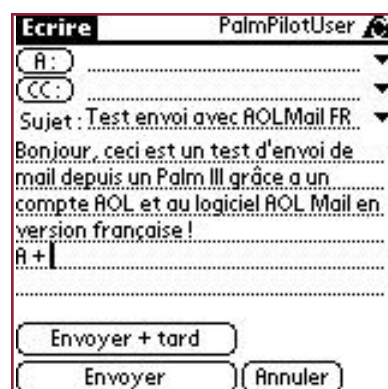 Ecrire PalmPilotUser
A:
CC:
Sujet : Test envoi avec AOLMail FR
Bonjour, ceci est un test d'envoi de
mail depuis un Palm III grâce a un
compte AOL et au logiciel AOL Mail en
version française !
A +
Envoyer + tard
Envoyer Annuler